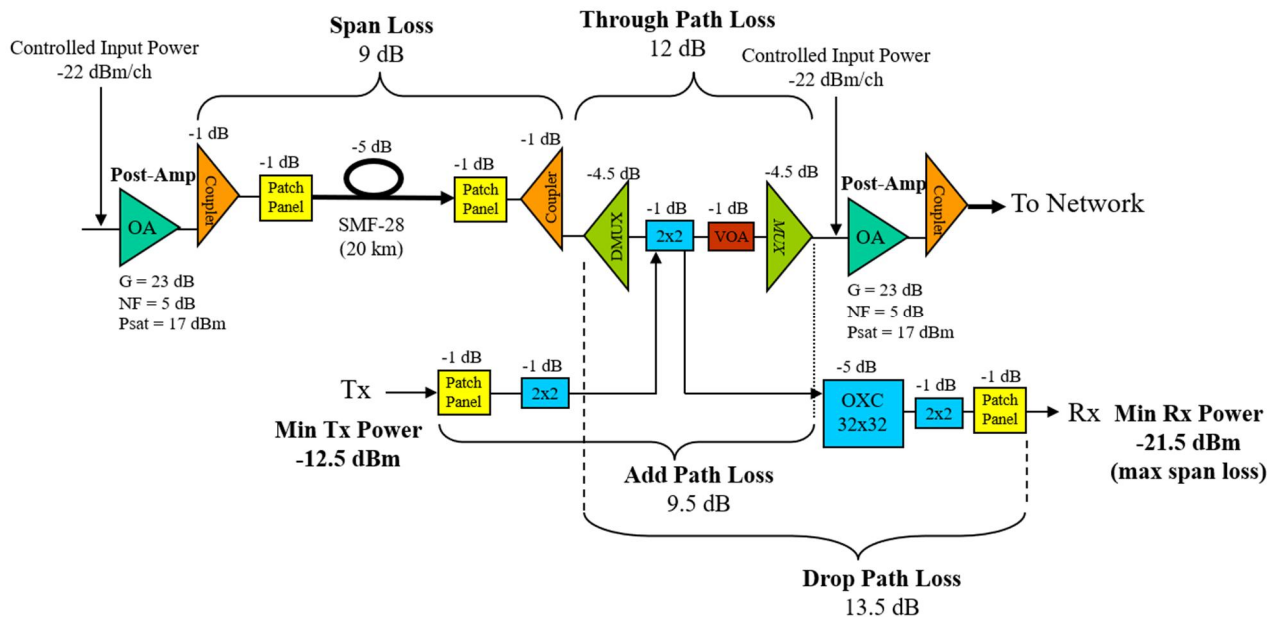 Span Loss
9 dB
Through Path Loss
12 dB
Controlled Input Power
-22 dBm/ch
Controlled Input Power
-22 dBm/ch
-1 dB
Post-Amp
OA
G = 23 dB
NF = 5 dB
Psat = 17 dBm
Coupler
-1 dB
Patch
Panel
-5 dB
SMF-28
(20 km)
-1 dB
Patch
Panel
-1 dB
Coupler
-4.5 dB
DMUX
-1 dB
2x2
-1 dB
VOA
-4.5 dB
MUX
Post-Amp
OA
G = 23 dB
NF = 5 dB
Psat = 17 dBm
Coupler
To Network
Tx
Min Tx Power
-12.5 dBm
-1 dB
Patch
Panel
-1 dB
2x2
-5 dB
OXC
32x32
-1 dB
2x2
-1 dB
Patch
Panel
Rx
Min Rx Power
-21.5 dBm
(max span loss)
Add Path Loss
9.5 dB
Drop Path Loss
13.5 dB